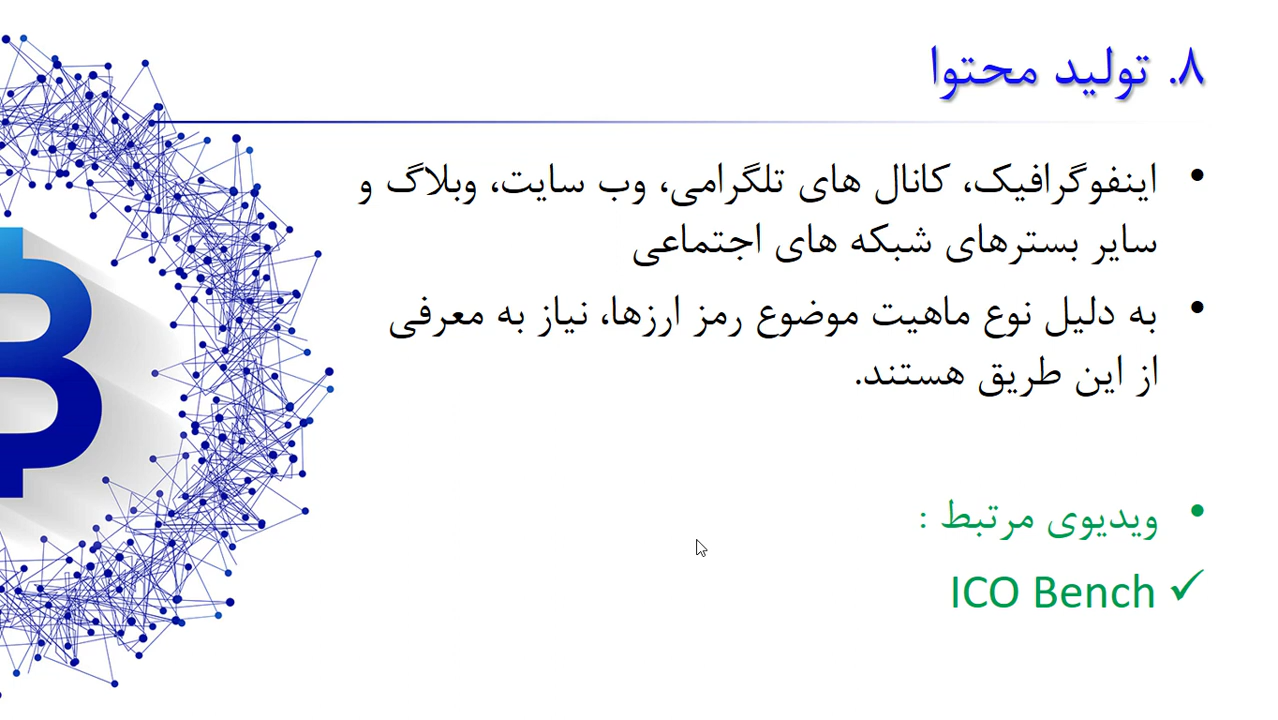 ۸. تولید محتوا
• اینفوگرافیک، کانال های تلگرامی، وب سایت، وبلاگ و
سایر بسترهای شبکه های اجتماعی
• به دلیل نوع ماهیت موضوع رمز ارزها، نیاز به معرفی
از این طریق هستند.
• ویدیوی مرتبط :
✓ ICO Bench